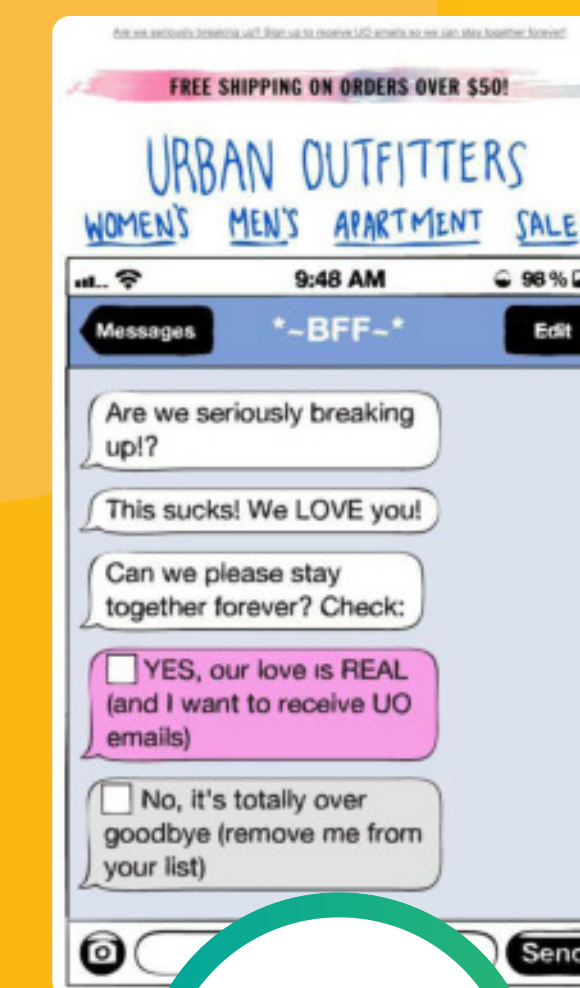 Are we seriously breaking up!? Sign up to receive UO emails so we can stay together forever!
FREE SHIPPING ON ORDERS OVER $50!
URBAN OUTFITTERS
WOMEN'S MEN'S APARTMENT SALE
9:48 AM 98%
Messages *~BFF~* Edit
Are we seriously breaking
up!?
This sucks! We LOVE you!
Can we please stay
together forever? Check:
YES, our love is REAL
(and I want to receive UO
emails)
No, it's totally over
goodbye (remove me from
your list)
Send